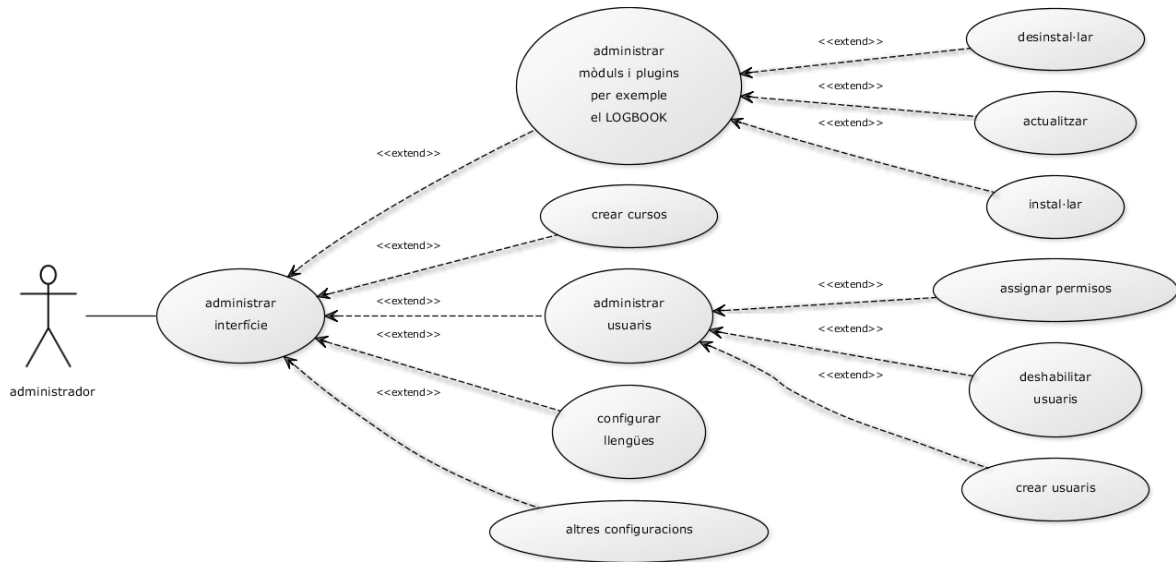 <<extend>>
desinstal·lar
administrar
mòduls i plugins
per exemple
el LOGBOOK
<<extend>>
actualitzar
<<extend>>
<<extend>>
instal·lar
crear cursos
<<extend>>
<<extend>>
assignar permisos
administrar
interfície
<<extend>>
administrar
usuaris
<<extend>>
<<extend>>
deshabilitar
usuaris
<<extend>>
administrador
<<extend>>
configurar
llengües
crear usuaris
altres configuracions